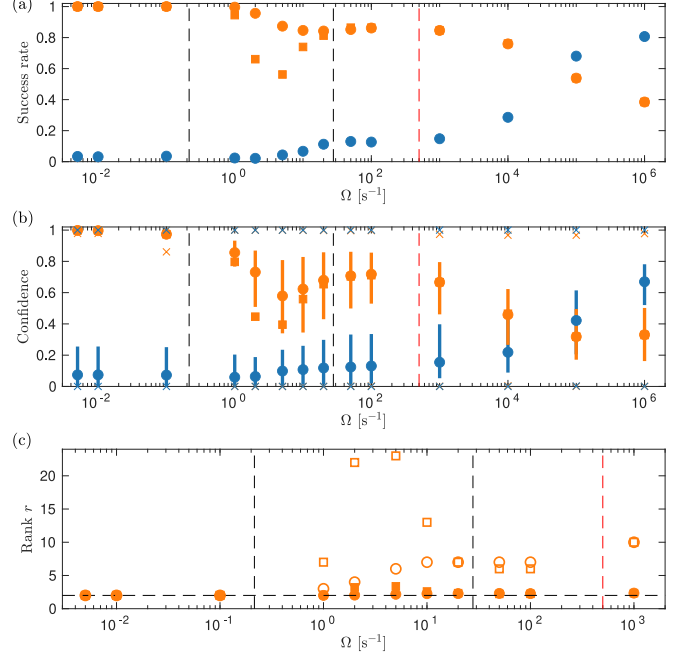 (a)
1
0.8
0.6
0.4
0.2
0
Success rate
10^-2 10^0 10^2 10^4 10^6
Ω [s^-1]
(b)
1
0.8
0.6
0.4
0.2
0
Confidence
10^-2 10^0 10^2 10^4 10^6
Ω [s^-1]
(c)
20
15
10
5
0
Rank r
10^-2 10^-1 10^0 10^1 10^2 10^3
Ω [s^-1]